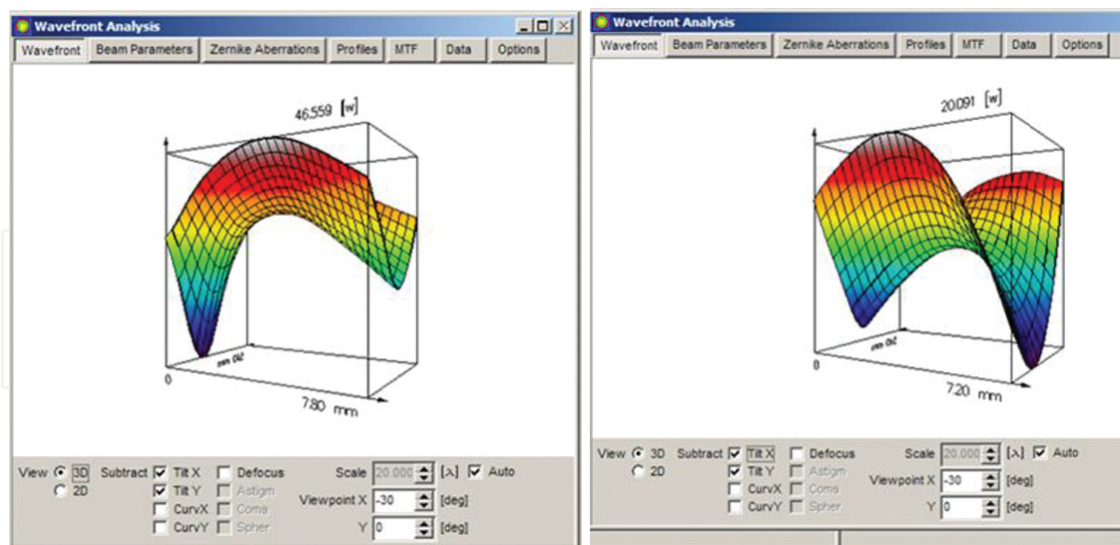 Wavefront Analysis
Wavefront Beam Parameters Zernike Aberrations Profiles MTF Data Options
46.559 [w]
0
7.80 mm
View 3D Subtract Tilt X Defocus Scale 20.000 [λ] Auto
2D Tilt Y Astigm Viewpoint X -30 [deg]
CurvX Coma Y 0 [deg]
CurvY Spher
Wavefront Analysis
Wavefront Beam Parameters Zernike Aberrations Profiles MTF Data Options
20.091 [w]
0
7.20 mm
View 3D Subtract Tilt X Defocus Scale 20.000 [λ] Auto
2D Tilt Y Astigm Viewpoint X -30 [deg]
CurvX Coma Y 0 [deg]
CurvY Spher